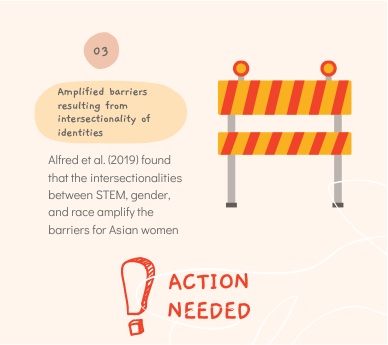 03
Amplified barriers
resulting from
intersectionality of
identities
Alfred et al. (2019) found
that the intersectionalities
between STEM, gender,
and race amplify the
barriers for Asian women
ACTION
NEEDED